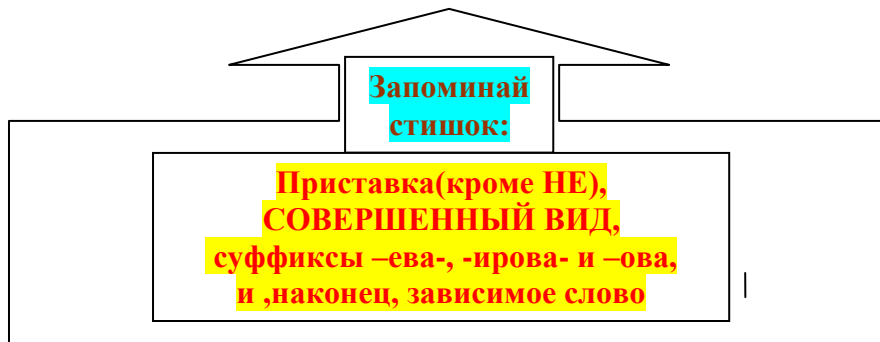 Запоминай
стишок:
Приставка(кроме НЕ),
СОВЕРШЕННЫЙ ВИД,
суффиксы –ева-, -ирова- и –ова,
и ,наконец, зависимое слово